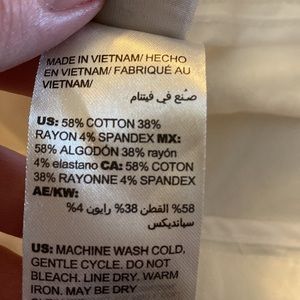 MADE IN VIETNAM/ HECHO
EN VIETNAM/ FABRIQUÉ AU
VIETNAM/
صنع في فيتنام
US: 58% COTTON 38%
RAYON 4% SPANDEX MX:
58% ALGODÓN 38% rayón
4% elastano CA: 58% COTON
38% RAYONNE 4% SPANDEX
AE/KW:
58% القطن 38% رايون 4%
سبانديكس
US: MACHINE WASH COLD,
GENTLE CYCLE. DO NOT
BLEACH. LINE DRY. WARM
IRON. MAY BE DRY